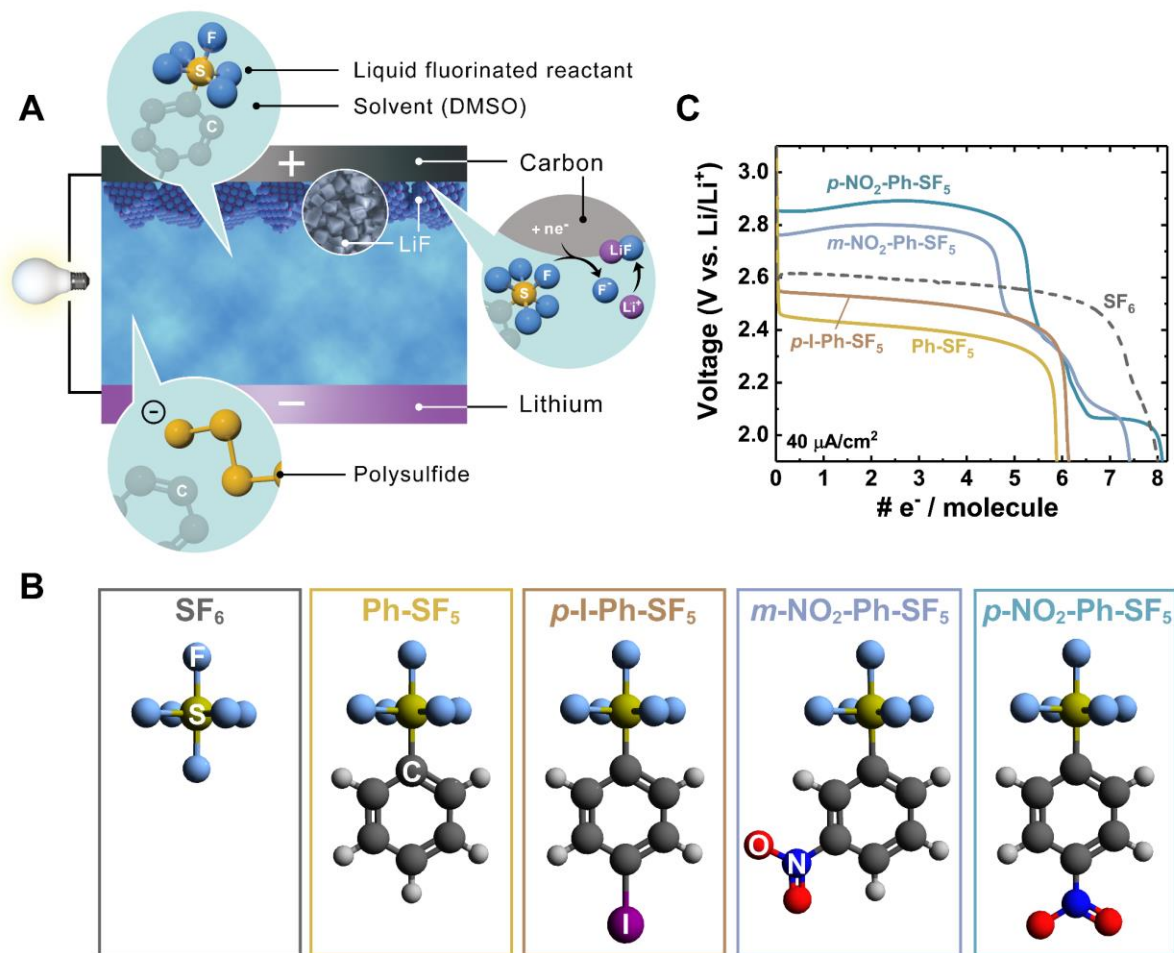 A
F
S
C
Liquid fluorinated reactant
Solvent (DMSO)
+
Carbon
LiF
+ ne⁻
LiF
F
S
F⁻
Li⁺
−
Lithium
⊖
C
Polysulfide
C
Voltage (V vs. Li/Li⁺)
3.0
2.8
2.6
2.4
2.2
2.0
p-NO₂-Ph-SF₅
m-NO₂-Ph-SF₅
SF₆
p-I-Ph-SF₅
Ph-SF₅
40 μA/cm²
0 1 2 3 4 5 6 7 8
# e⁻ / molecule
B
SF₆
F
S
Ph-SF₅
C
p-I-Ph-SF₅
I
m-NO₂-Ph-SF₅
O
N
p-NO₂-Ph-SF₅